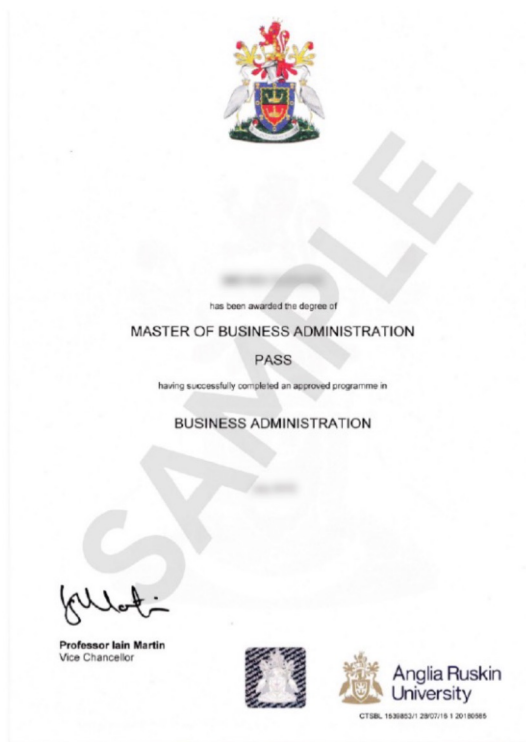 has been awarded the degree of
MASTER OF BUSINESS ADMINISTRATION
PASS
having successfully completed an approved programme in
BUSINESS ADMINISTRATION
SAMPLE
Professor Iain Martin
Vice Chancellor
Anglia Ruskin
University